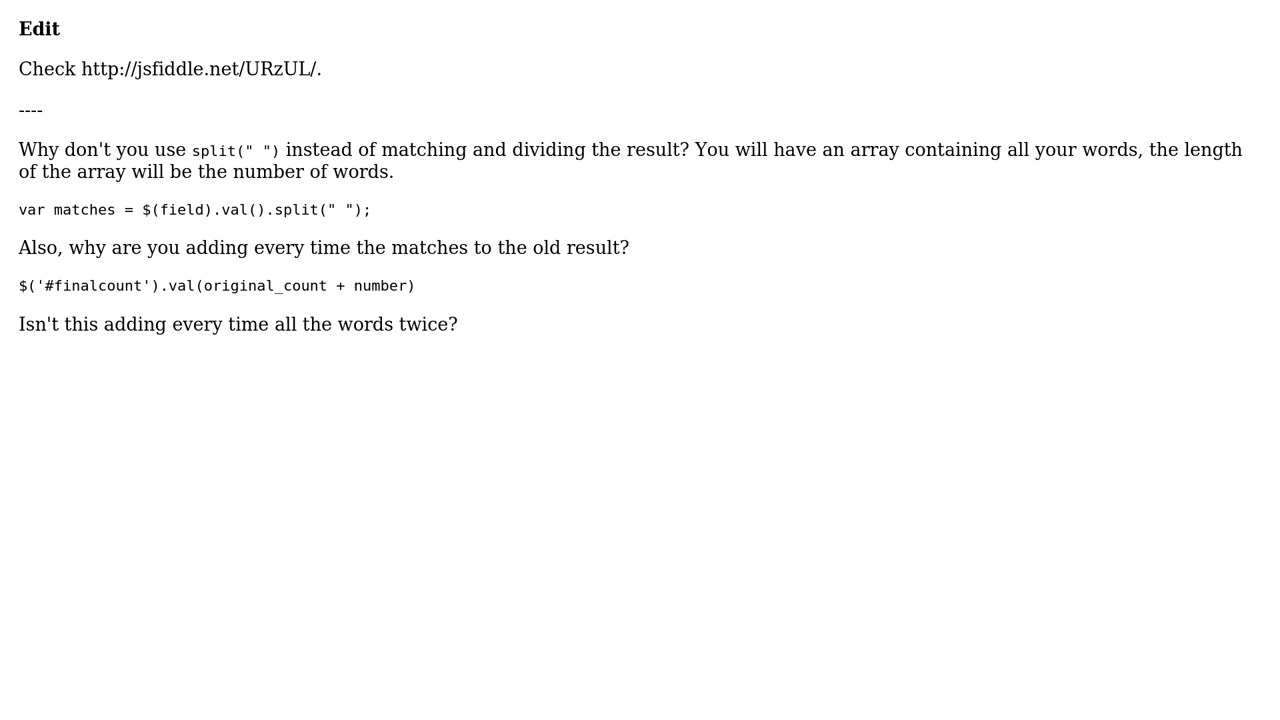 Edit
Check http://jsfiddle.net/URzUL/.
----
Why don't you use split(" ") instead of matching and dividing the result? You will have an array containing all your words, the length
of the array will be the number of words.
var matches = $(field).val().split(" ");
Also, why are you adding every time the matches to the old result?
$('#finalcount').val(original_count + number)
Isn't this adding every time all the words twice?